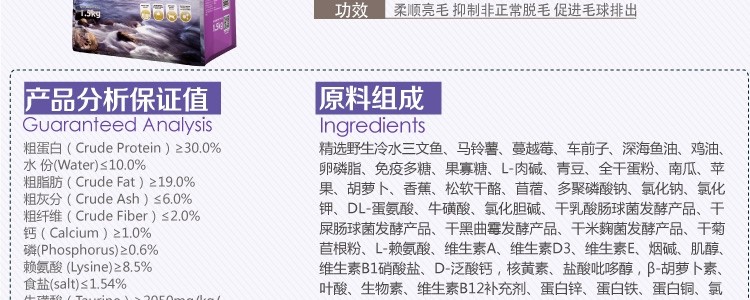 1.5kg
功效 柔顺亮毛 抑制非正常脱毛 促进毛球排出
产品分析保证值
Guaranteed Analysis
粗蛋白（Crude Protein）≥30.0%
水 份(Water)≤10.0%
粗脂肪（Crude Fat）≥19.0%
粗灰分（Crude Ash）≤6.0%
粗纤维（Crude Fiber）≤2.0%
钙（Calcium）≥1.0%
磷(Phosphorus)≥0.6%
赖氨酸 (Lysine)≥8.5%
食盐(salt)≤1.54%
牛磺酸（Taurine）≥2050mg/kg/
原料组成
Ingredients
精选野生冷水三文鱼、马铃薯、蔓越莓、车前子、深海鱼油、鸡油、
卵磷脂、免疫多糖、果寡糖、L-肉碱、青豆、全干蛋粉、南瓜、苹
果、胡萝卜、香蕉、松软干酪、苜蓿、多聚磷酸钠、氯化钠、氯化
钾、DL-蛋氨酸、牛磺酸、氯化胆碱、干乳酸肠球菌发酵产品、干
屎肠球菌发酵产品、干黑曲霉发酵产品、干米麴菌发酵产品、干菊
苣根粉、L-赖氨酸、维生素A、维生素D3、维生素E、烟碱、肌醇、
维生素B1硝酸盐、D-泛酸钙，核黄素、盐酸吡哆醇，β-胡萝卜素、
叶酸、生物素、维生素B12补充剂、蛋白锌、蛋白铁、蛋白铜、氯